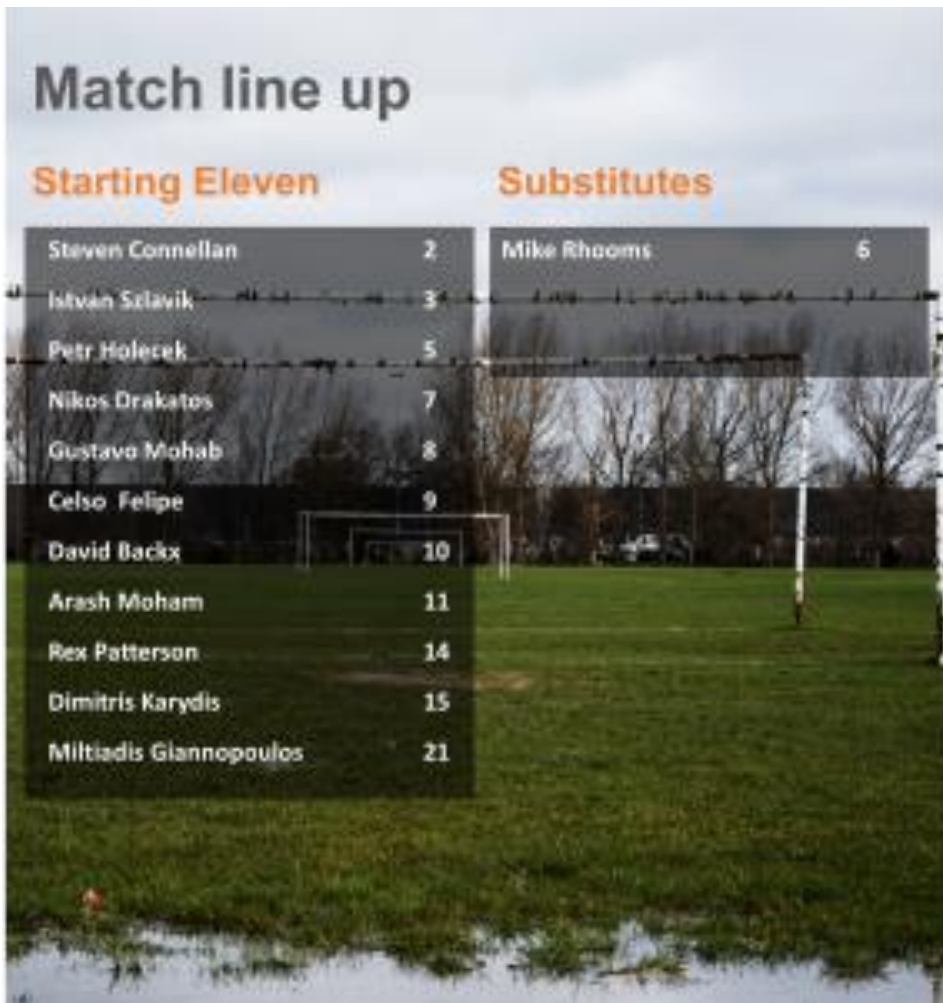 Match line up
Starting Eleven
Steven Connellan 2
Istvan Szlavik 3
Petr Holecek 5
Nikos Drakatos 7
Gustavo Mohab 8
Celso Felipe 9
David Backx 10
Arash Moham 11
Rex Patterson 14
Dimitris Karydis 15
Miltiadis Giannopoulos 21
Substitutes
Mike Rhooms 6